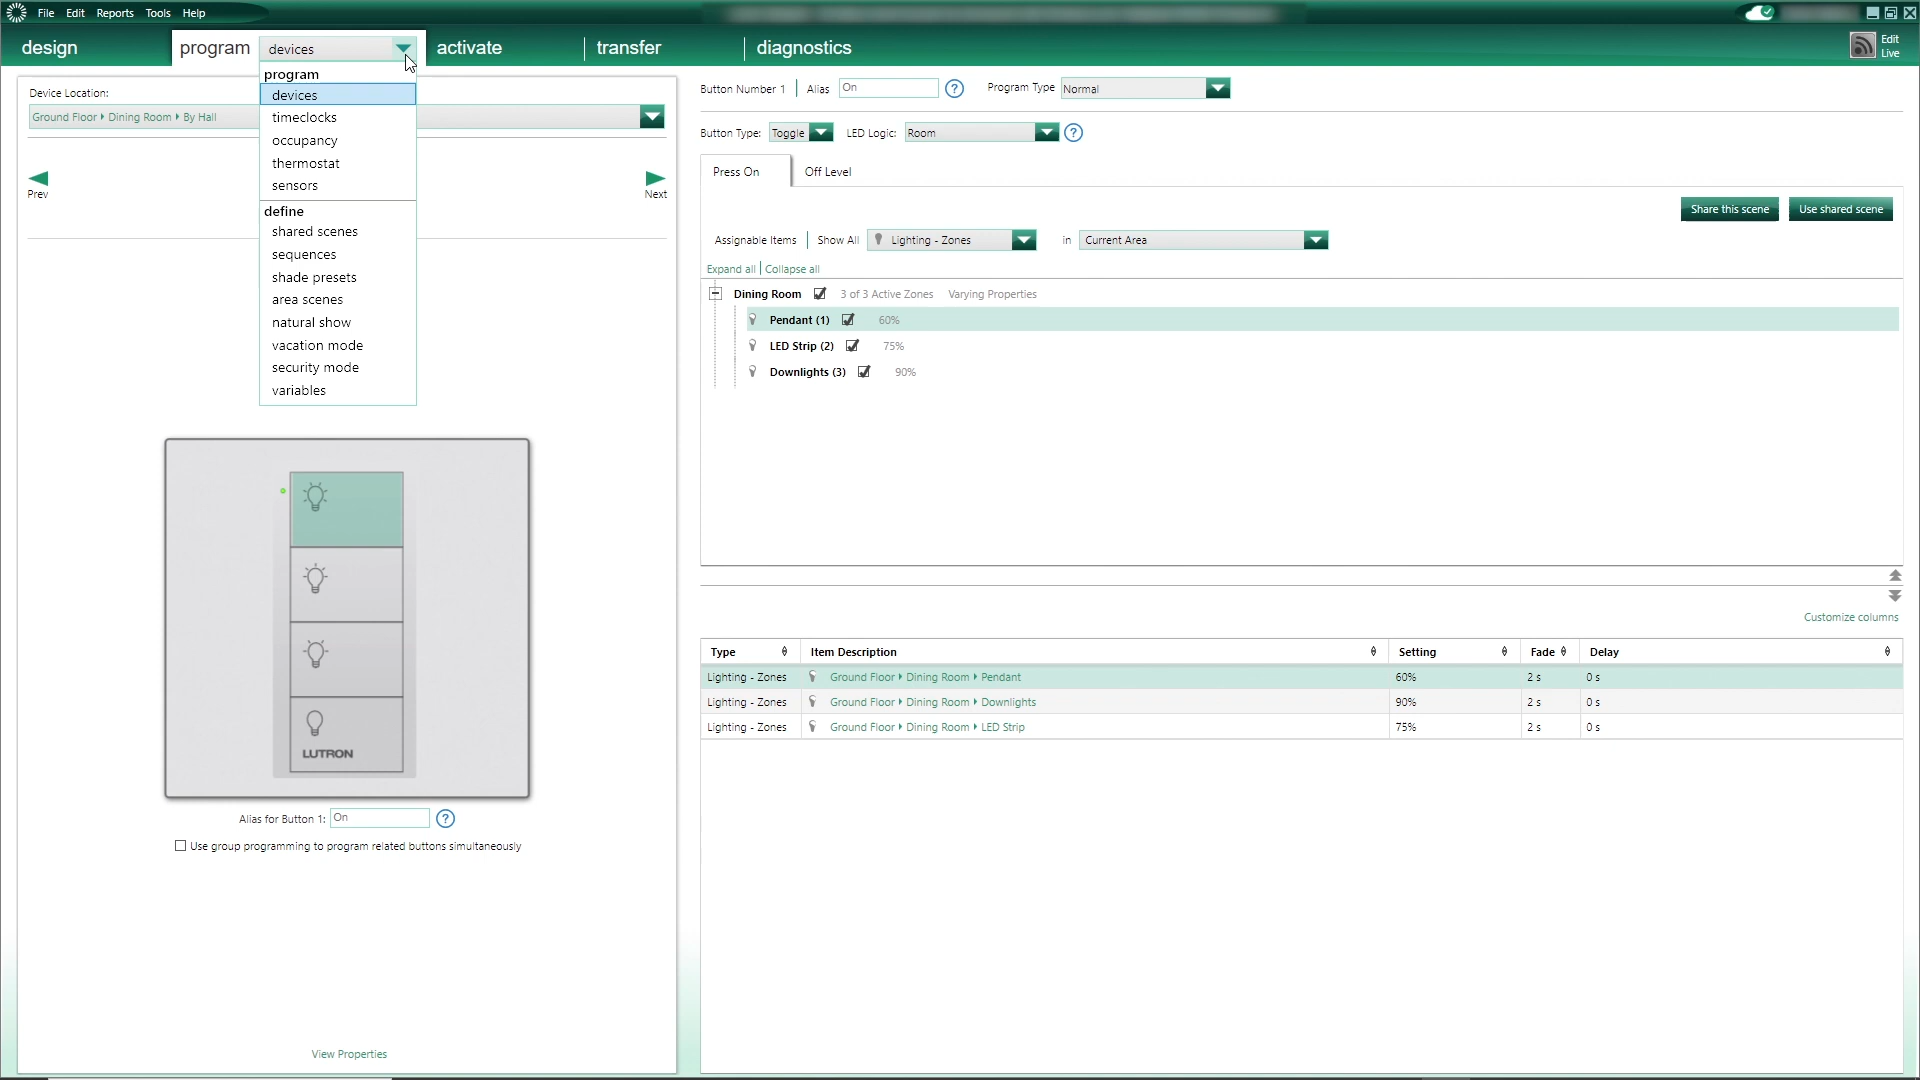 File Edit Reports Tools Help
design program devices activate transfer diagnostics Edit Live
program
devices
timeclocks
occupancy
thermostat
sensors
define
shared scenes
sequences
shade presets
area scenes
natural show
vacation mode
security mode
variables
Device Location:
Ground Floor Dining Room By Hall
Prev Next
LUTRON
Alias for Button 1: On ?
Use group programming to program related buttons simultaneously
View Properties
Button Number 1 Alias On ? Program Type Normal
Button Type: Toggle LED Logic: Room ?
Press On Off Level
Share this scene Use shared scene
Assignable Items Show All Lighting - Zones in Current Area
Expand all Collapse all
Dining Room 3 of 3 Active Zones Varying Properties
Pendant (1) 60%
LED Strip (2) 75%
Downlights (3) 90%
Customize columns
Type Item Description Setting Fade Delay
Lighting - Zones Ground Floor Dining Room Pendant 60% 2 s 0 s
Lighting - Zones Ground Floor Dining Room Downlights 90% 2 s 0 s
Lighting - Zones Ground Floor Dining Room LED Strip 75% 2 s 0 s